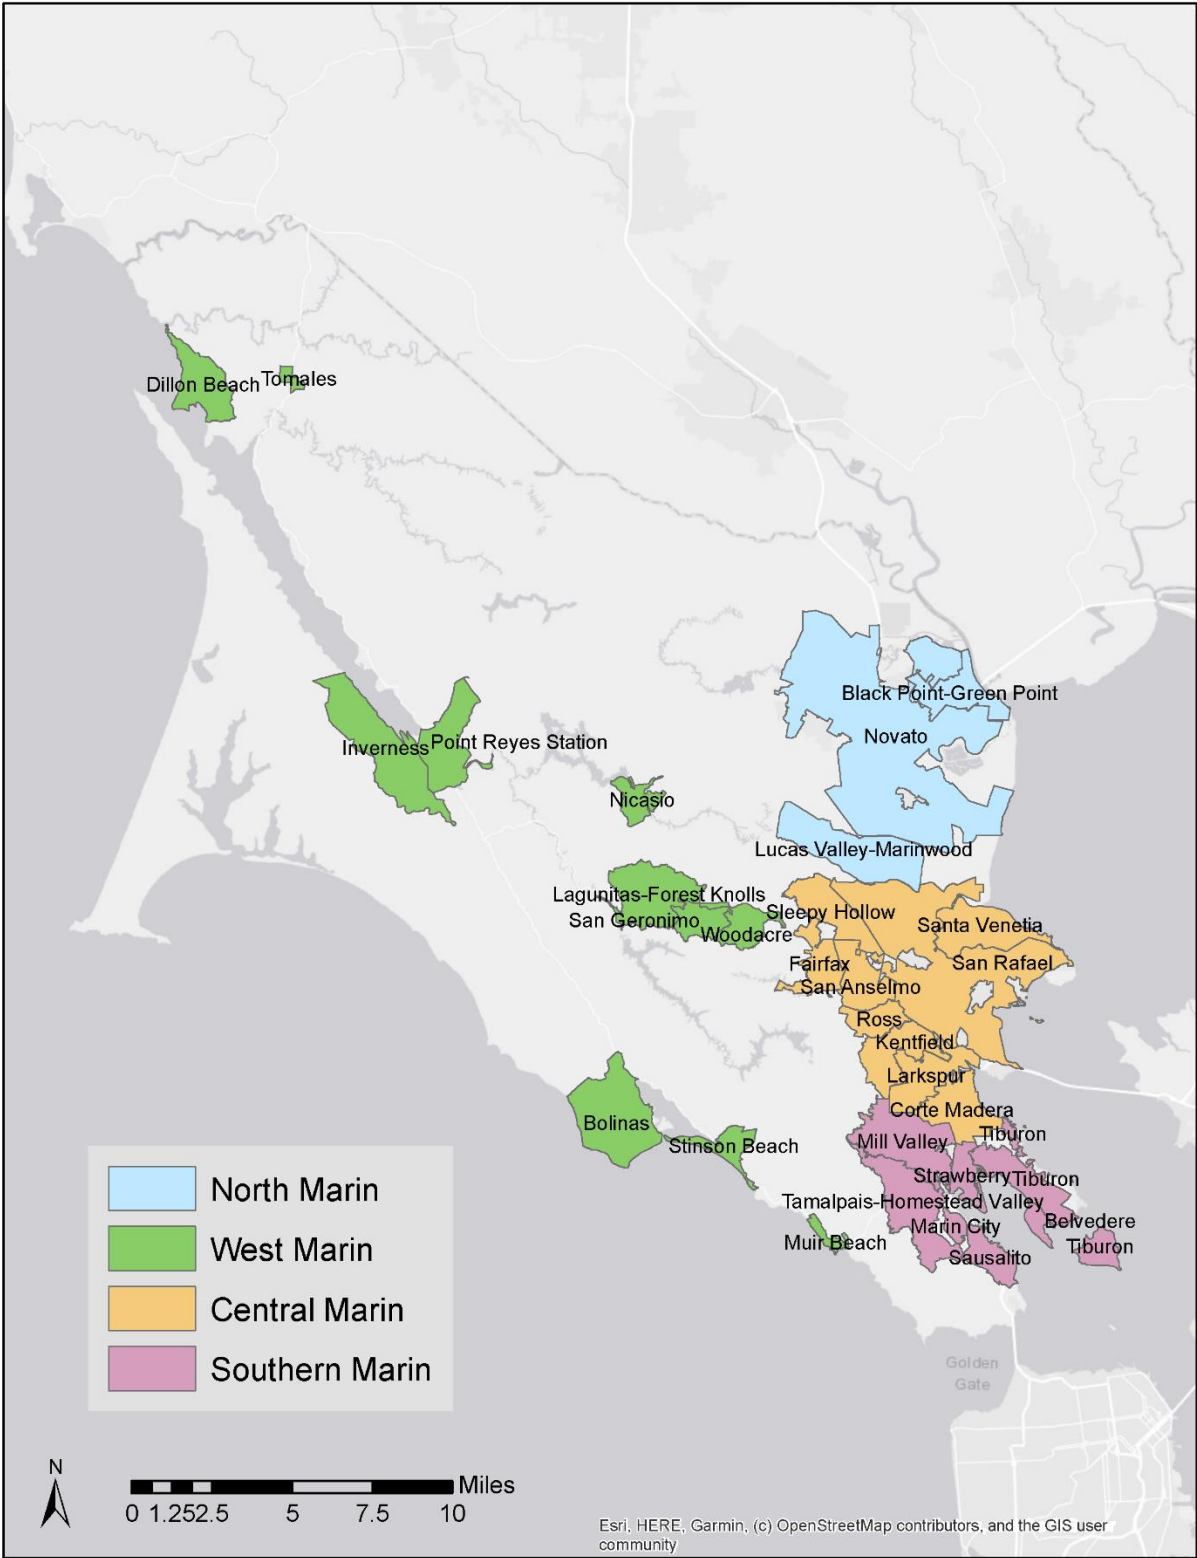 Dillon Beach
Tomales
Inverness
Point Reyes Station
Black Point-Green Point
Novato
Nicasio
Lucas Valley-Marinwood
Lagunitas-Forest Knolls
San Geronimo
Woodacre
Sleepy Hollow
Santa Venetia
Fairfax
San Rafael
San Anselmo
Ross
Kentfield
Larkspur
Corte Madera
Bolinas
Stinson Beach
Mill Valley
Tiburon
Strawberry
Tiburon
Tamalpais-Homestead Valley
Marin City
Belvedere
Muir Beach
Sausalito
Tiburon
North Marin
West Marin
Central Marin
Southern Marin
Golden
Gate
N
Miles
0 1.25 2.5 5 7.5 10
Esri, HERE, Garmin, (c) OpenStreetMap contributors, and the GIS user
community